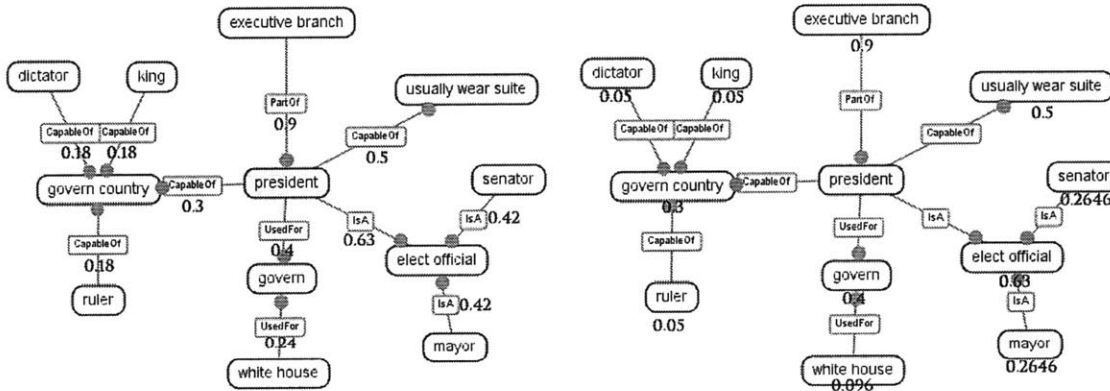 executive branch
dictator
king
PartOf
0.9
usually wear suite
CapableOf
CapableOf
0.18
0.18
CapableOf
0.5
govern country
CapableOf
0.3
president
senator
IsA
0.42
UsedFor
0.4
IsA
0.63
CapableOf
0.18
govern
elect official
ruler
UsedFor
0.24
IsA
0.42
white house
mayor
executive branch
0.9
dictator
0.05
king
0.05
PartOf
usually wear suite
0.5
CapableOf
CapableOf
CapableOf
govern country
0.3
CapableOf
president
senator
0.2646
IsA
UsedFor
IsA
CapableOf
govern
0.4
elect official
0.63
ruler
0.05
UsedFor
IsA
white house
0.096
mayor
0.2646